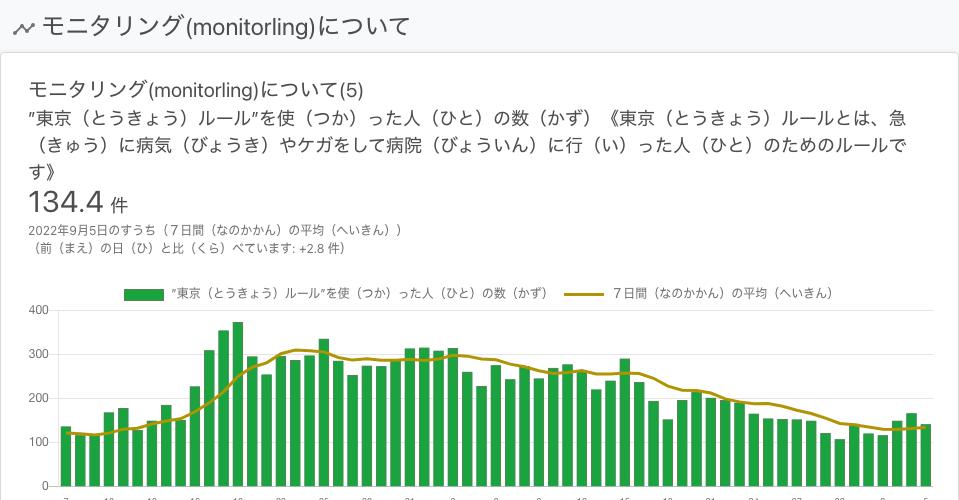 モニタリング(monitorling)について
モニタリング(monitorling)について(5)
”東京（とうきょう）ルール”を使（つか）った人（ひと）の数（かず）《東京（とうきょう）ルールとは、急
（きゅう）に病気（びょうき）やケガをして病院（びょういん）に行（い）った人（ひと）のためのルールで
す》
134.4 件
2022年9月5日のすうち（７日間（なのかかん）の平均（へいきん））
（前（まえ）の日（ひ）と比（くら）べています: +2.8 件）
”東京（とうきょう）ルール”を使（つか）った人（ひと）の数（かず） ７日間（なのかかん）の平均（へいきん）
400
300
200
100
0